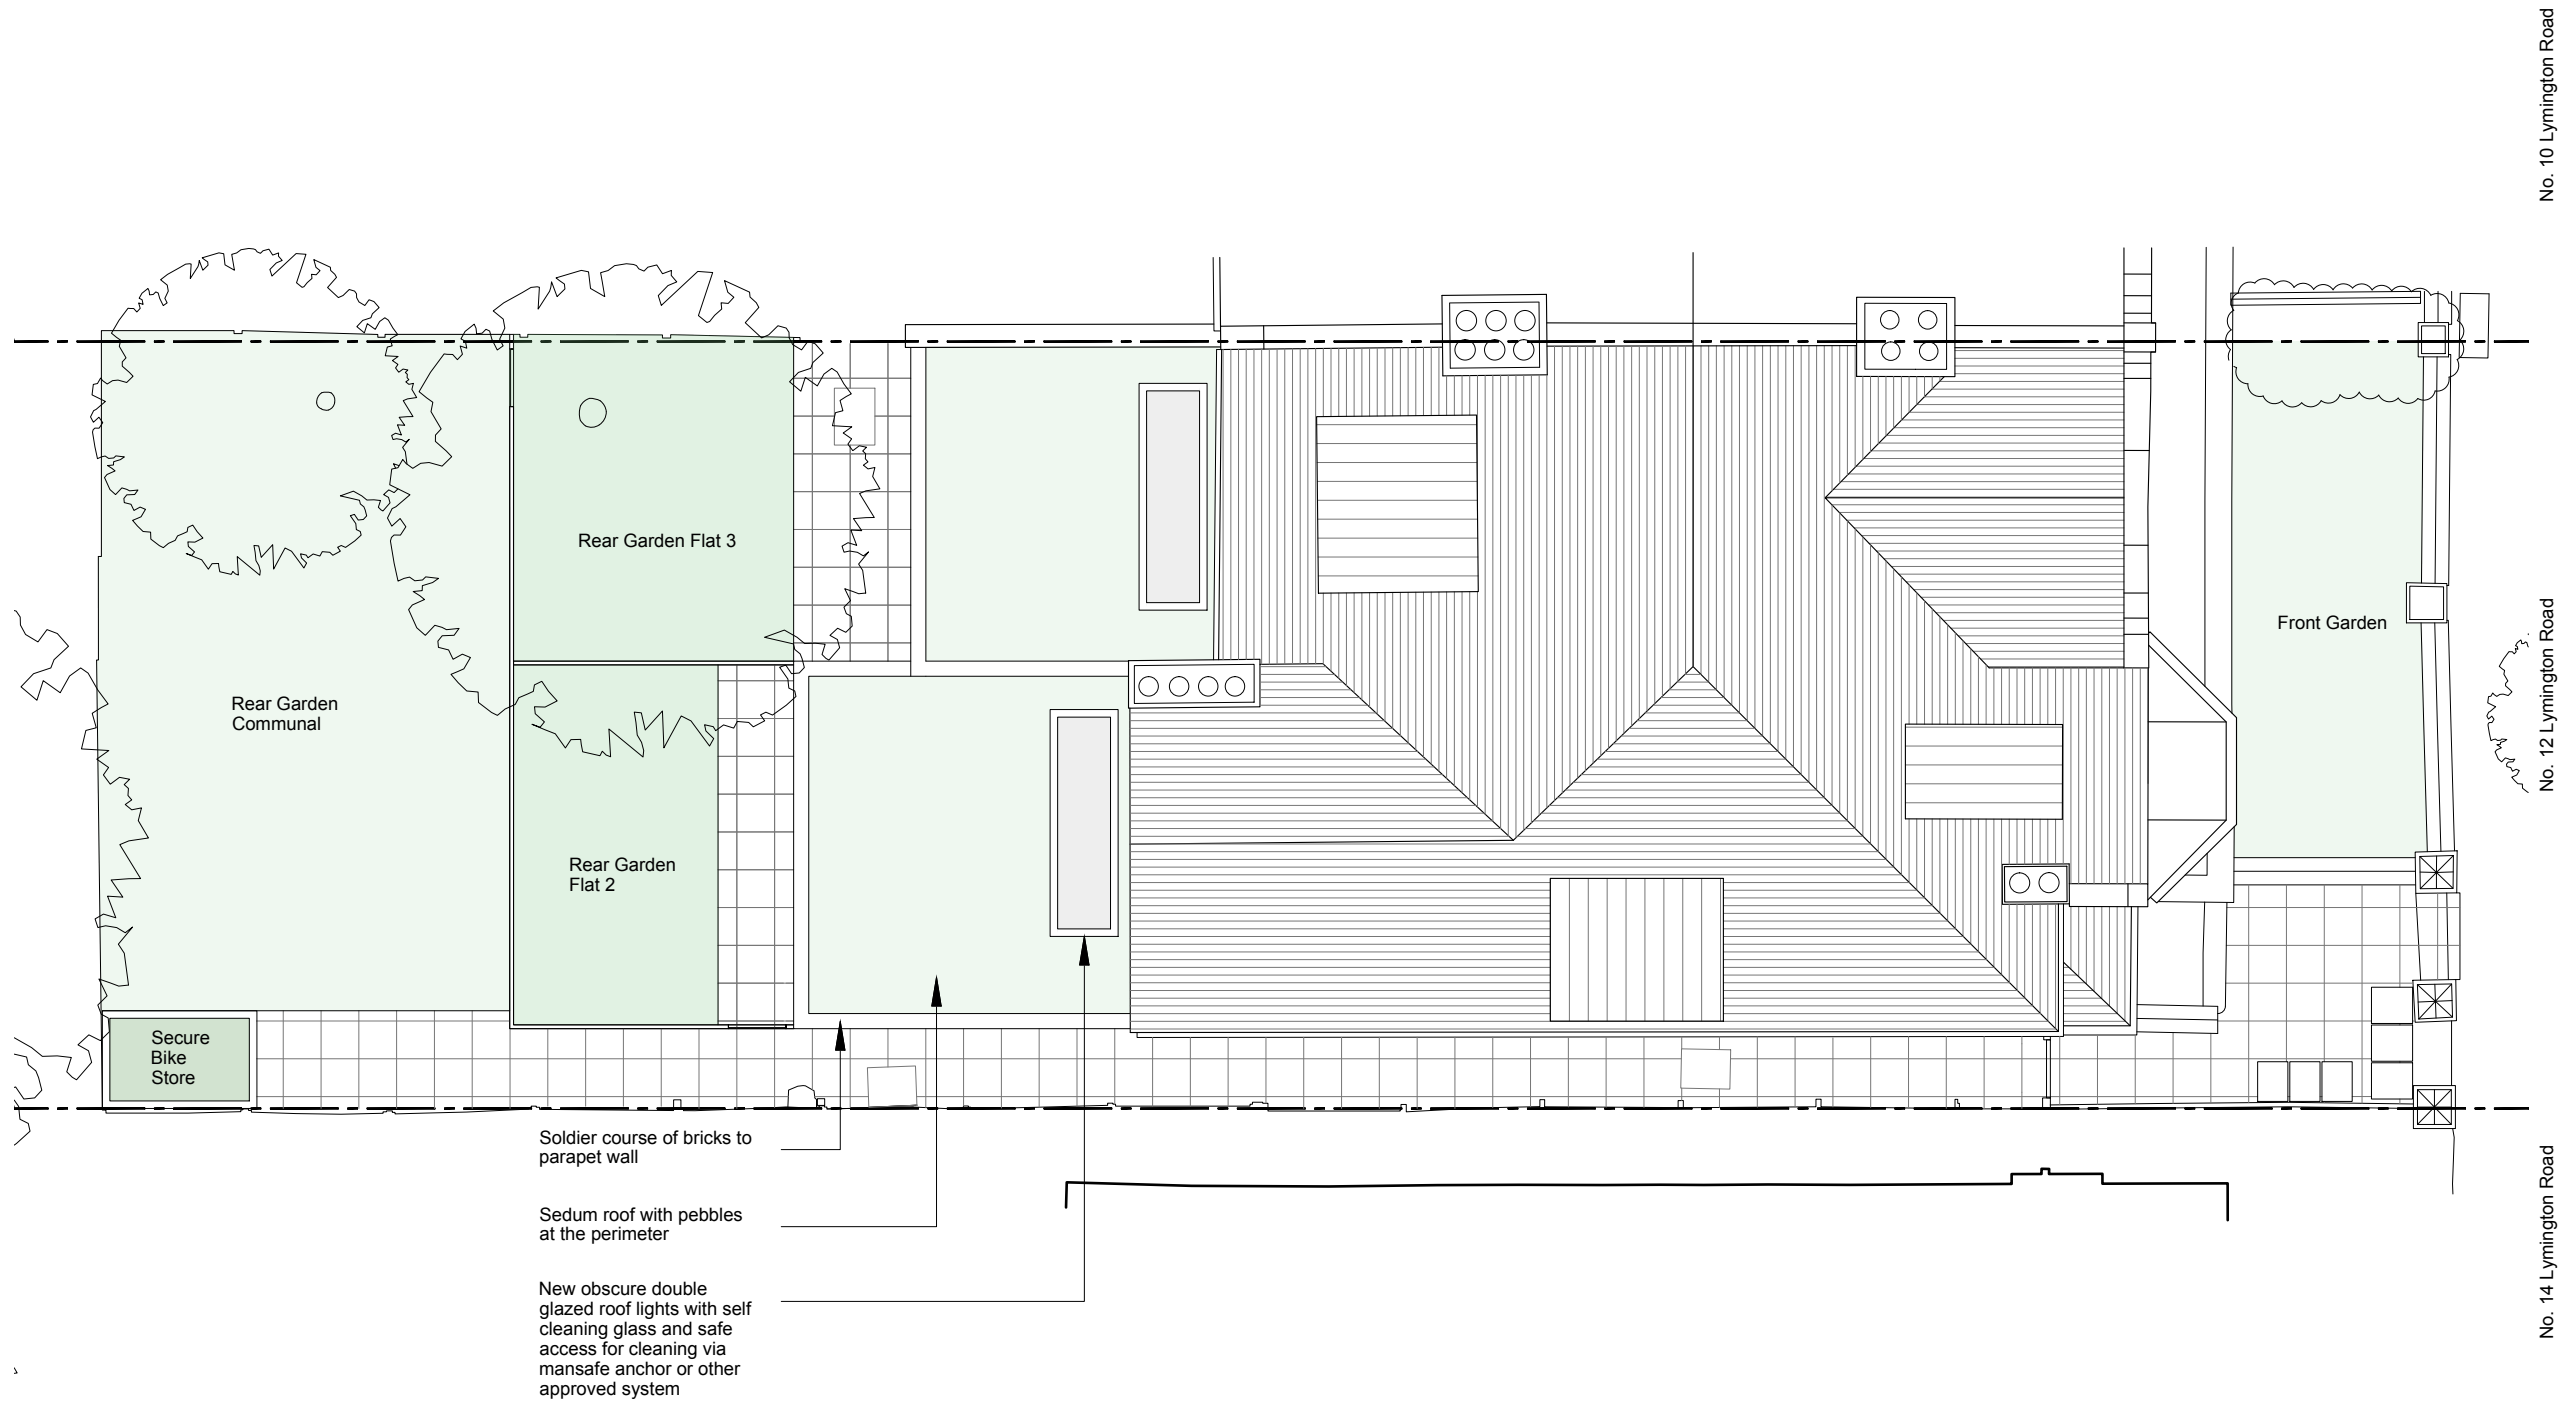 No. 10 Lymington Road
Rear Garden Flat 3
Front Garden
No. 12 Lymington Road
Rear Garden
Communal
Rear Garden
Flat 2
Secure
Bike
Store
Soldier course of bricks to
parapet wall
Sedum roof with pebbles
at the perimeter
New obscure double
glazed roof lights with self
cleaning glass and safe
access for cleaning via
mansafe anchor or other
approved system
No. 14 Lymington Road